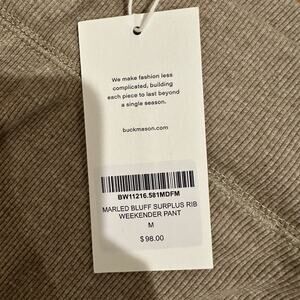 We make fashion less
complicated, building
each piece to last beyond
a single season.
buckmason.com
BW11216.581MDFM
MARLED BLUFF SURPLUS RIB
WEEKENDER PANT
M
$98.00